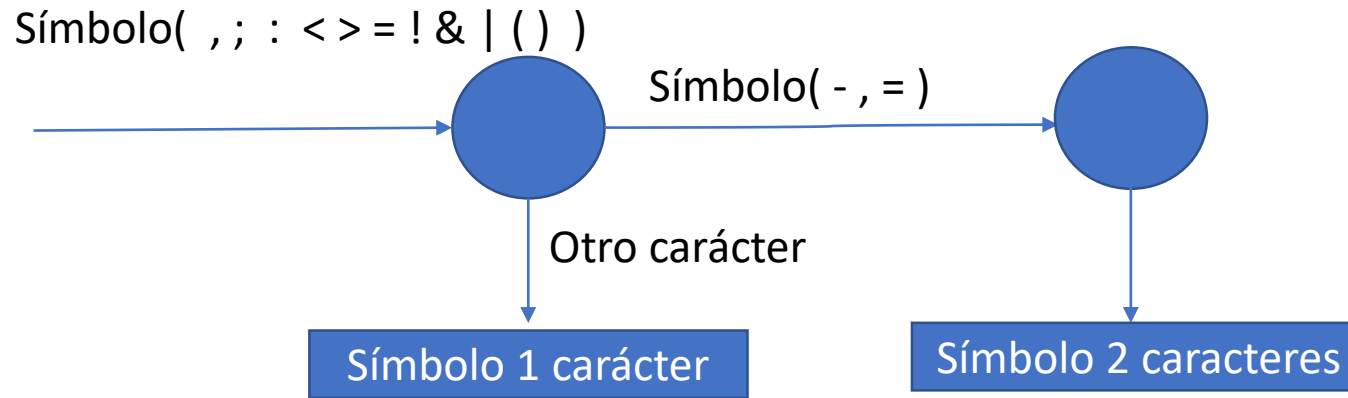 Símbolo( , ; : < > = ! & | ( ) )
Símbolo( - , = )
Otro carácter
Símbolo 1 carácter
Símbolo 2 caracteres